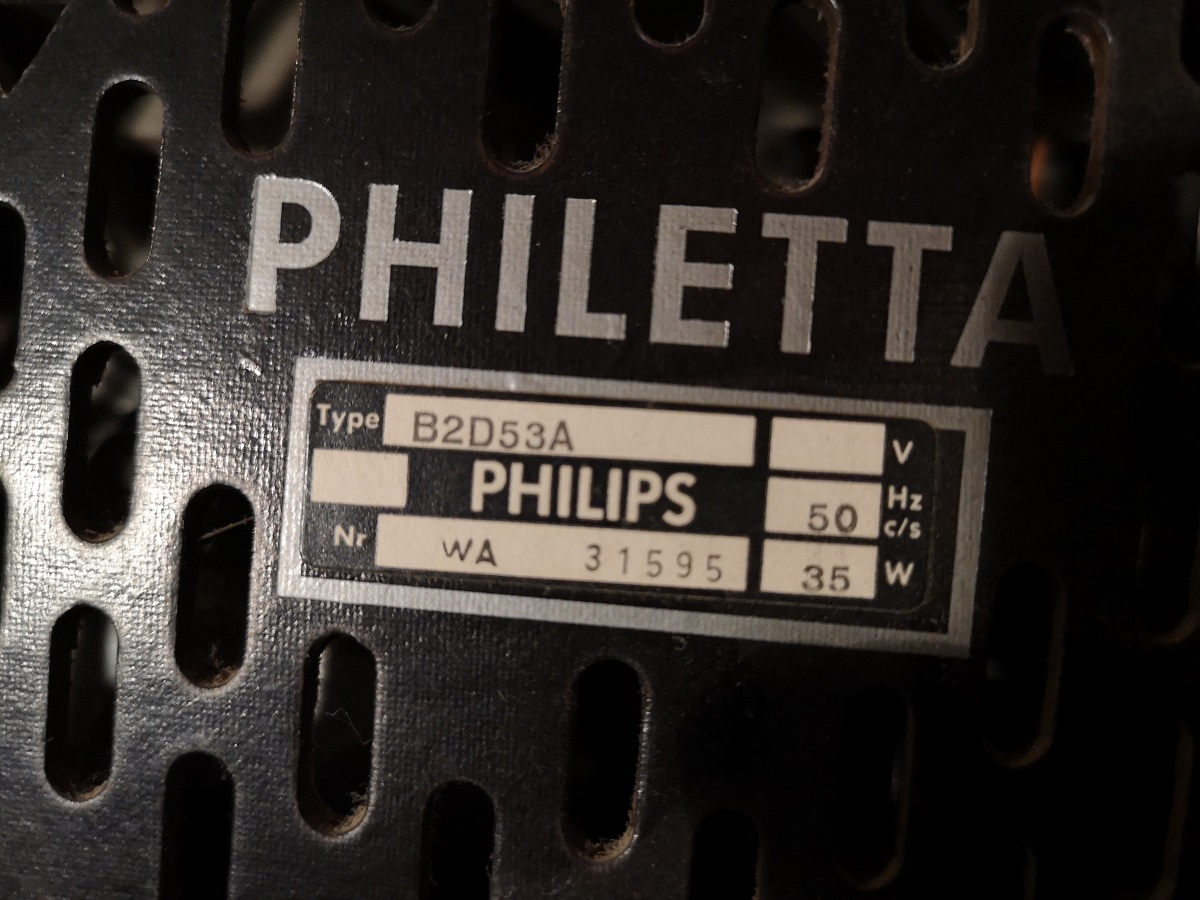 PHILETTA
Type B2D53A V
PHILIPS 50 Hz c/s
Nr WA 31595 35 W